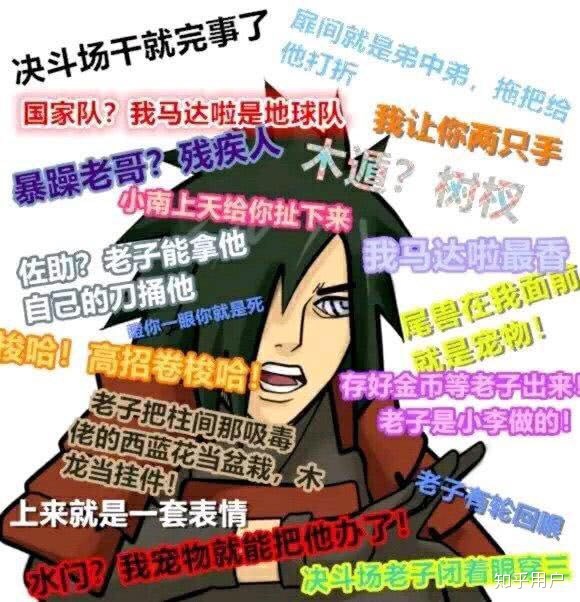 决斗场干就完事了
扉间就是弟中弟，拖把给
他打折
国家队？我马达啦是地球队
我让你两只手
暴躁老哥？残疾人
木遁？树杈
小南上天给你扯下来
我马达啦最香
佐助？老子能拿他
自己的刀捅他
瞪你一眼你就是死
尾兽在我面前
就是宠物！
梭哈！高招卷梭哈！
存好金币等老子出来！
老子是小李做的！
老子把柱间那吸毒
佬的西蓝花当盆栽，木
龙当挂件！
老子有轮回眼
上来就是一套表情
水门？我宠物就能把他办了！
决斗场老子闭着眼穿三
知乎用户